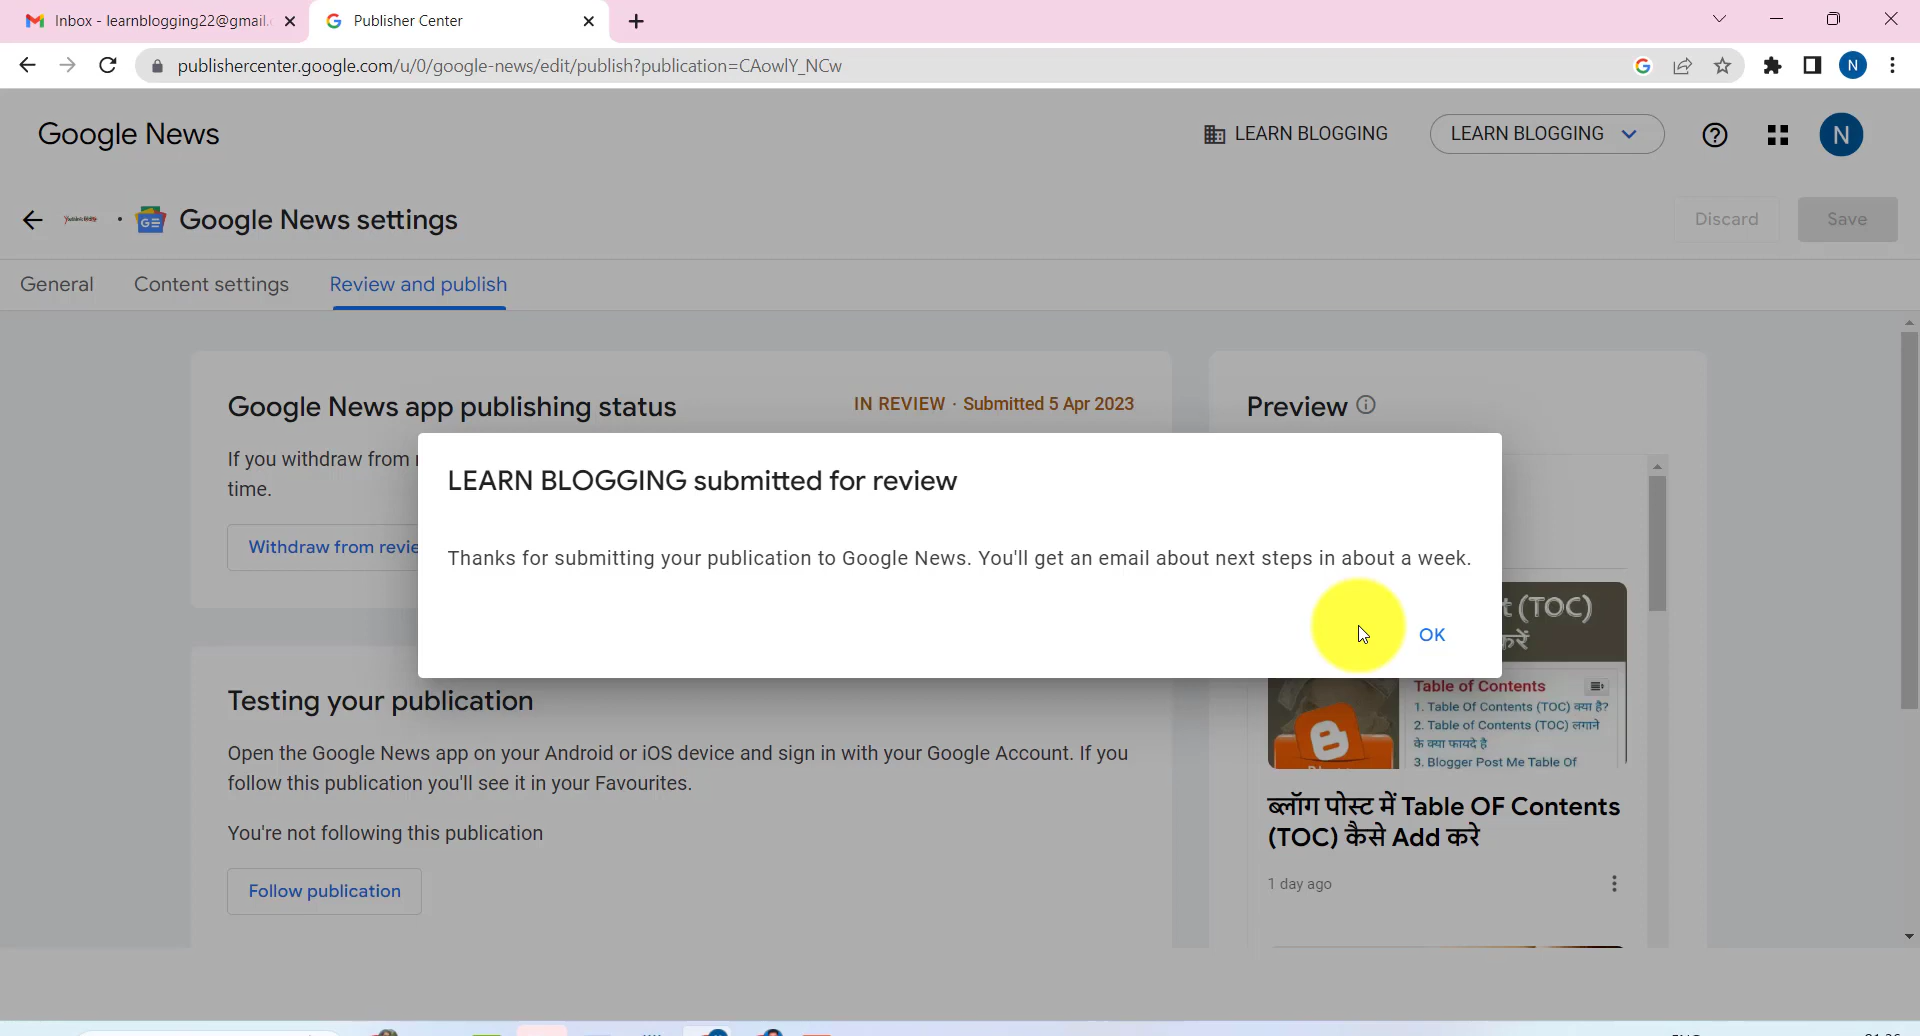 Inbox - learnblogging22@gmail.
Publisher Center
publishercenter.google.com/u/0/google-news/edit/publish?publication=CAowlY_NCw
N
Google News
LEARN BLOGGING
LEARN BLOGGING
N
Google News settings
Discard
Save
General
Content settings
Review and publish
Google News app publishing status
IN REVIEW · Submitted 5 Apr 2023
Preview
If you withdraw from
time.
Withdraw from revie
LEARN BLOGGING submitted for review
Thanks for submitting your publication to Google News. You'll get an email about next steps in about a week.
OK
t (TOC)
करें
Table of Contents
1. Table Of Contents (TOC) क्या है?
2. Table of Contents (TOC) लगाने
के क्या फायदे है
3. Blogger Post Me Table Of
Testing your publication
Open the Google News app on your Android or iOS device and sign in with your Google Account. If you
follow this publication you'll see it in your Favourites.
You're not following this publication
Follow publication
ब्लॉग पोस्ट में Table OF Contents
(TOC) कैसे Add करे
1 day ago